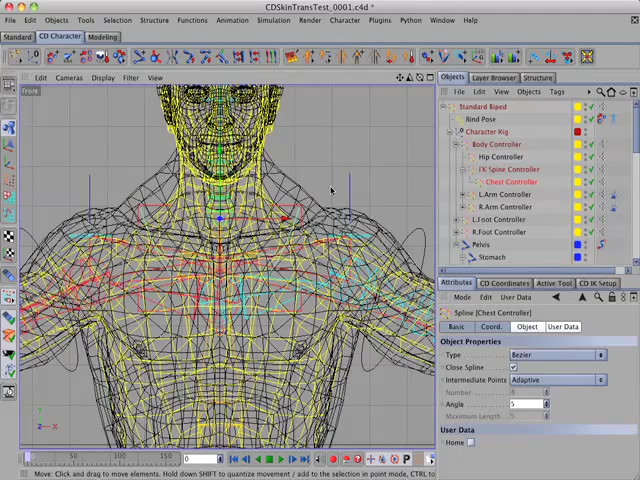 CDSkinTransTest_0001.c4d *
File Edit Objects Tools Selection Structure Functions Animation Simulation Render Character Plugins Python Window Help
Standard CD Character Modeling
Edit Cameras Display Filter View
Front
Y
Z X
Objects Layer Browser Structure
File Edit View Objects Tags
Standard Biped
Bind Pose
Character Rig
Body Controller
Hip Controller
FK Spine Controller
Chest Controller
L.Arm Controller
R.Arm Controller
L.Foot Controller
R.Foot Controller
Pelvis
Stomach
Attributes CD Coordinates Active Tool CD IK Setup
Mode Edit User Data
Spline [Chest Controller]
Basic Coord. Object User Data
Object Properties
Type Bezier
Close Spline
Intermediate Points Adaptive
Number 8
Angle 5
Maximum Length 5
User Data
Home
0 50 100 150 200 250 300 350 0
P
Move: Click and drag to move elements. Hold down SHIFT to quantize movement / add to the selection in point mode, CTRL to